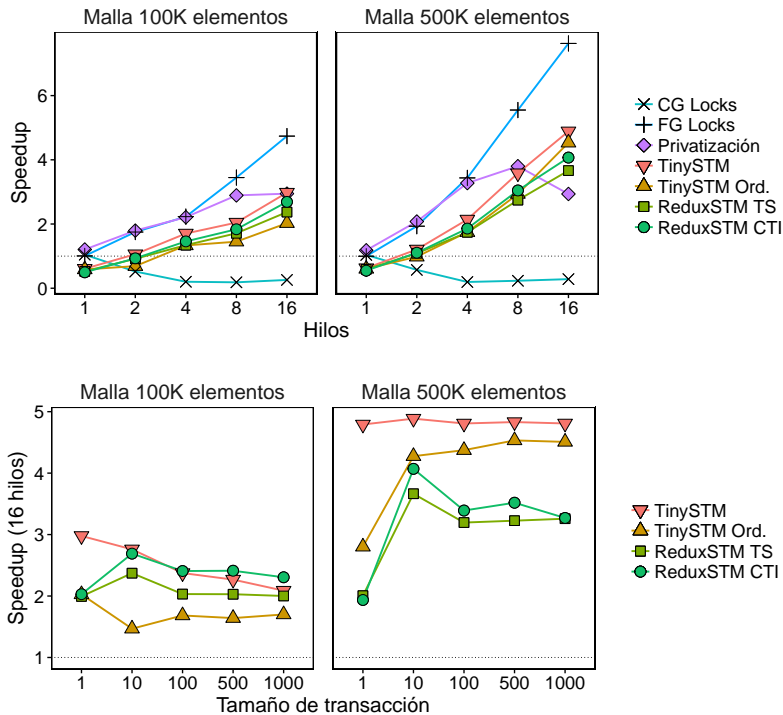 Malla 100K elementos
Malla 500K elementos
Speedup
6
4
2
0
1 2 4 8 16
1 2 4 8 16
Hilos
CG Locks
FG Locks
Privatización
TinySTM
TinySTM Ord.
ReduxSTM TS
ReduxSTM CTI
Malla 100K elementos
Malla 500K elementos
Speedup (16 hilos)
5
4
3
2
1
1 10 100 500 1000
1 10 100 500 1000
Tamaño de transacción
TinySTM
TinySTM Ord.
ReduxSTM TS
ReduxSTM CTI